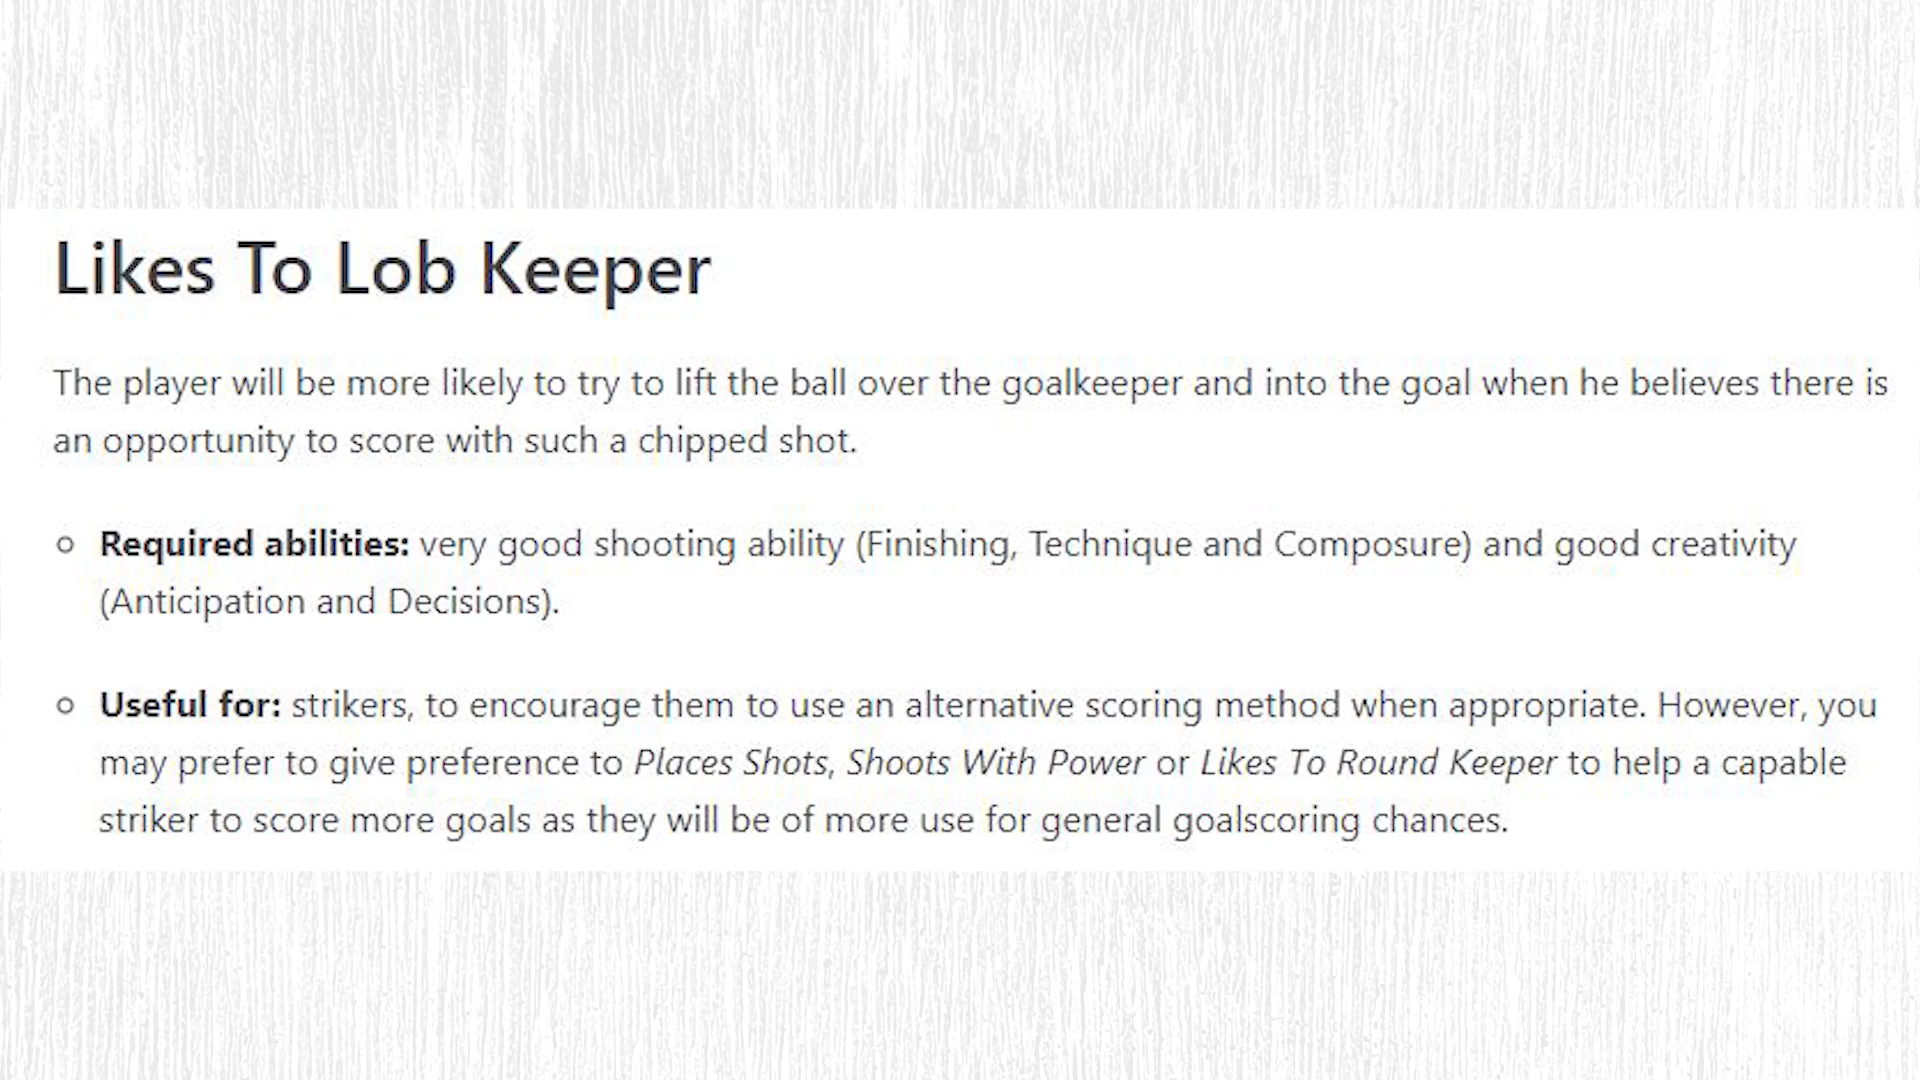 Likes To Lob Keeper
The player will be more likely to try to lift the ball over the goalkeeper and into the goal when he believes there is
an opportunity to score with such a chipped shot.
Required abilities: very good shooting ability (Finishing, Technique and Composure) and good creativity
(Anticipation and Decisions).
Useful for: strikers, to encourage them to use an alternative scoring method when appropriate. However, you
may prefer to give preference to Places Shots, Shoots With Power or Likes To Round Keeper to help a capable
striker to score more goals as they will be of more use for general goalscoring chances.